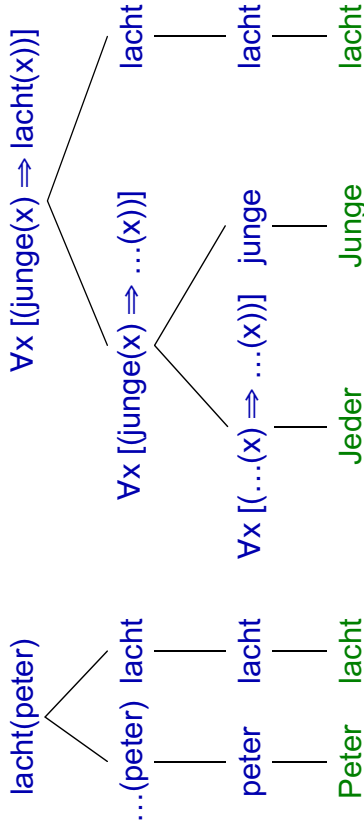 lacht(peter) ∀x [(junge(x) ⇒ lacht(x))]
…(peter) lacht ∀x [(junge(x) ⇒ …(x))] lacht
peter lacht ∀x [(…(x) ⇒ …(x))] junge lacht
Peter lacht Jeder Junge lacht